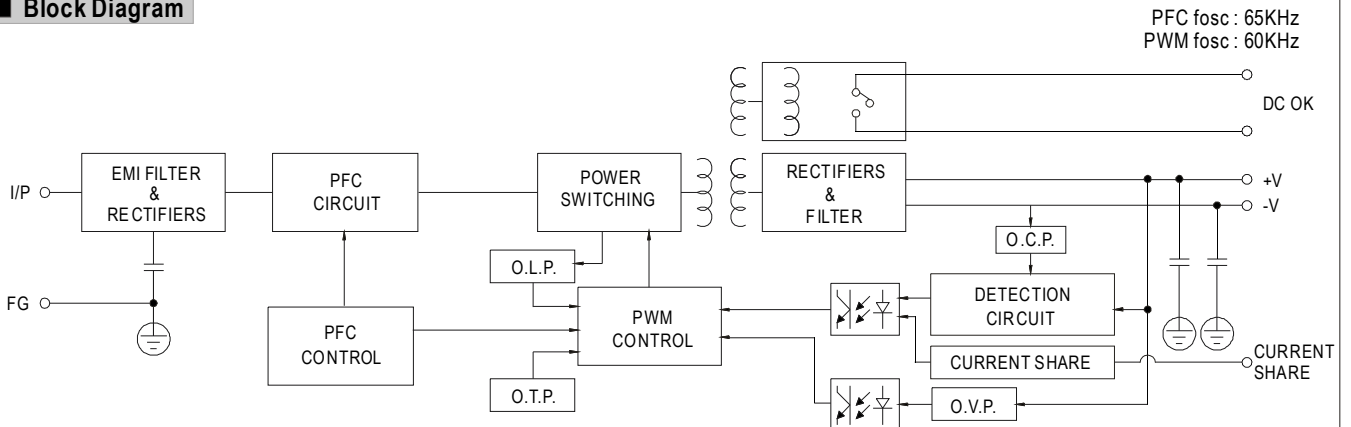 Block Diagram
PFC fosc : 65KHz
PWM fosc : 60KHz
DC OK
I/P
EMI FILTER
&
RECTIFIERS
PFC
CIRCUIT
POWER
SWITCHING
RECTIFIERS
&
FILTER
+V
-V
O.C.P.
O.L.P.
FG
PFC
CONTROL
PWM
CONTROL
DETECTION
CIRCUIT
CURRENT SHARE
CURRENT
SHARE
O.T.P.
O.V.P.